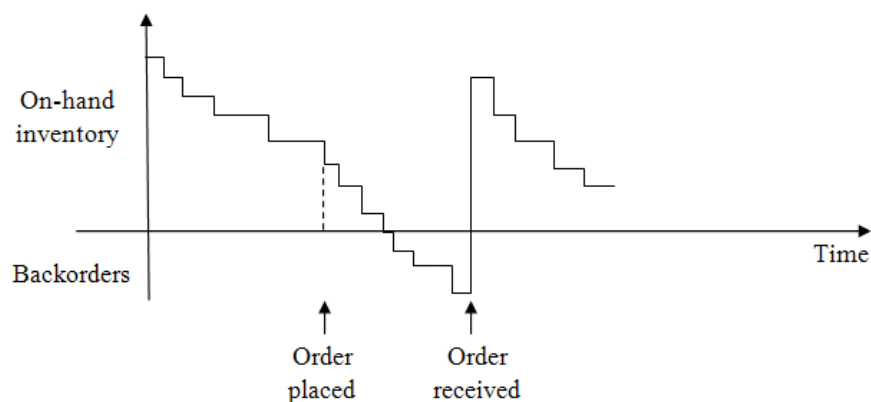 On-hand
inventory
Time
Backorders
Order
placed
Order
received